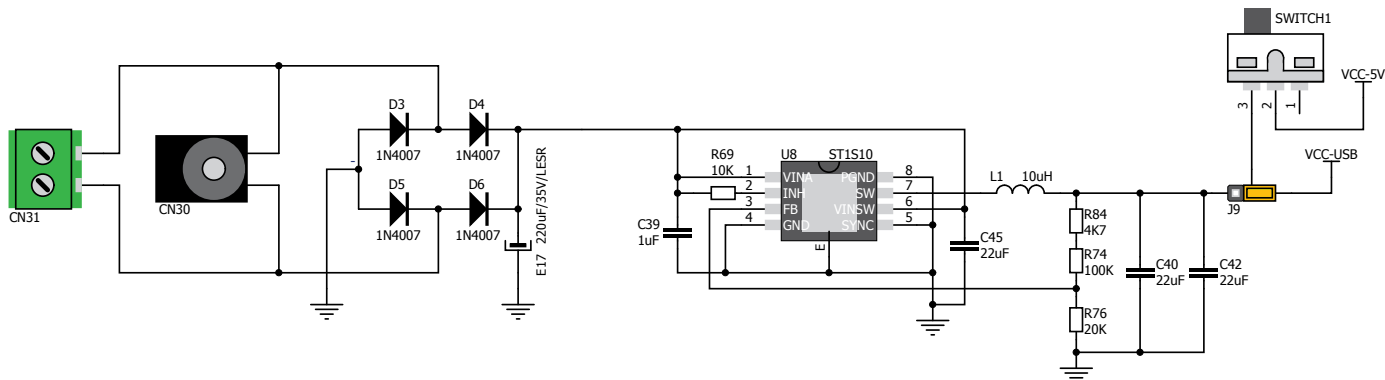 SWITCH1
VCC-5V
3
2
1
VCC-USB
J9
CN31
CN30
D3
1N4007
D4
1N4007
D5
1N4007
D6
1N4007
-
E17 220uF/35V/LESR
C39
1uF
R69
10K
U8
ST1S10
1
2
3
4
VINA
INH
FB
GND
PGND
SW
VINSW
SYNC
8
7
6
5
E
C45
22uF
L1 10uH
R84
4K7
R74
100K
R76
20K
C40
22uF
C42
22uF